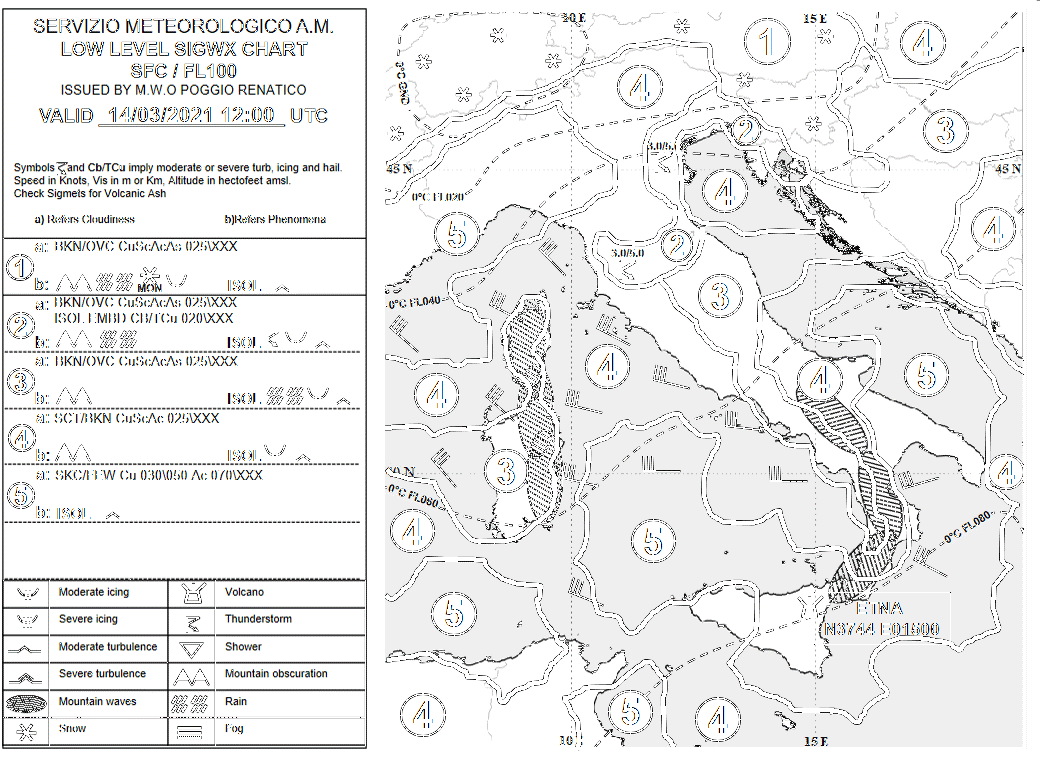 SERVIZIO METEOROLOGICO A.M.
LOW LEVEL SIGWX CHART
SFC / FL100
ISSUED BY M.W.O POGGIO RENATICO
VALID 14/03/2021 12:00 UTC
Symbols and Cb/TCu imply moderate or severe turb, icing and hail.
Speed in Knots, Vis in m or Km, Altitude in hectofeet amsl.
Check Sigmets for Volcanic Ash
a) Refers Cloudiness b)Refers Phenomena
1 a: BKN/OVC CuScAcAs 025\XXX
b: MON ISOL
2 a: BKN/OVC CuScAcAs 025\XXX
ISOL EMBD CB/TCu 020\XXX
b: ISOL
3 a: BKN/OVC CuScAcAs 025\XXX
b: ISOL
4 a: SCT/BKN CuScAc 025\XXX
b: ISOL
5 a: SKC/FEW Cu 030\050 Ac 070\XXX
b: ISOL
Moderate icing Volcano
Severe icing Thunderstorm
Moderate turbulence Shower
Severe turbulence Mountain obscuration
Mountain waves Rain
Snow Fog
10 E 15 E
1 4
0°C GND
4
2 3
3.0/5.0
45 N 45 N
0°C FL020
4
5 4
2
3.0/5.0
3
0°C FL040
4 4 5
4
3 4
0°C FL060
4
5
0°C FL080
5
ETNA
N3744 E01500
4 5 4
10 15 E